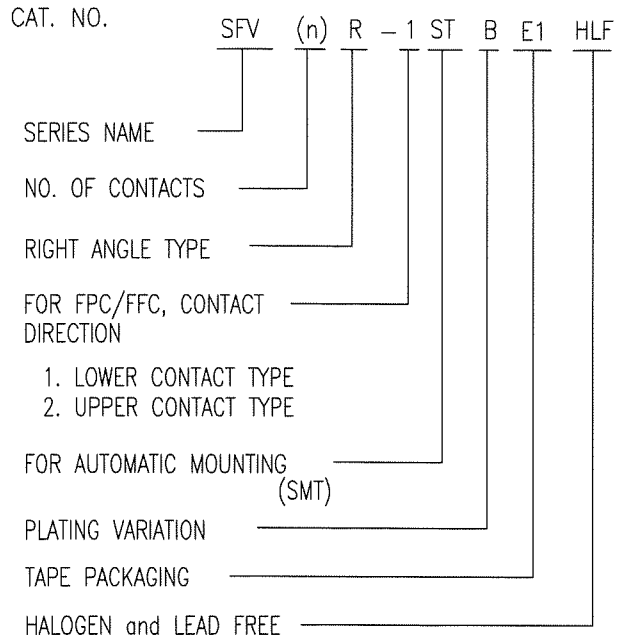 CAT. NO.
SFV (n) R - 1 ST B E1 HLF
SERIES NAME
NO. OF CONTACTS
RIGHT ANGLE TYPE
FOR FPC/FFC, CONTACT
DIRECTION
1. LOWER CONTACT TYPE
2. UPPER CONTACT TYPE
FOR AUTOMATIC MOUNTING
(SMT)
PLATING VARIATION
TAPE PACKAGING
HALOGEN and LEAD FREE